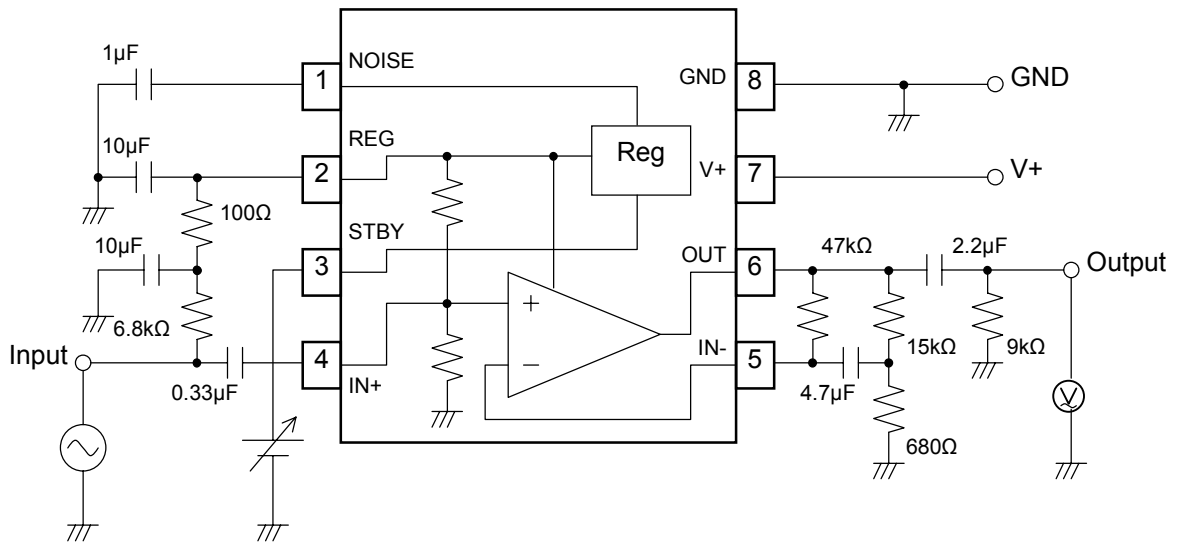 1µF
1
NOISE
GND
8
GND
10µF
2
REG
Reg
V+
7
V+
100Ω
STBY
10µF
3
OUT
6
47kΩ
2.2µF
Output
+
6.8kΩ
Input
4
IN+
0.33µF
−
IN-
5
15kΩ
9kΩ
4.7µF
V
680Ω